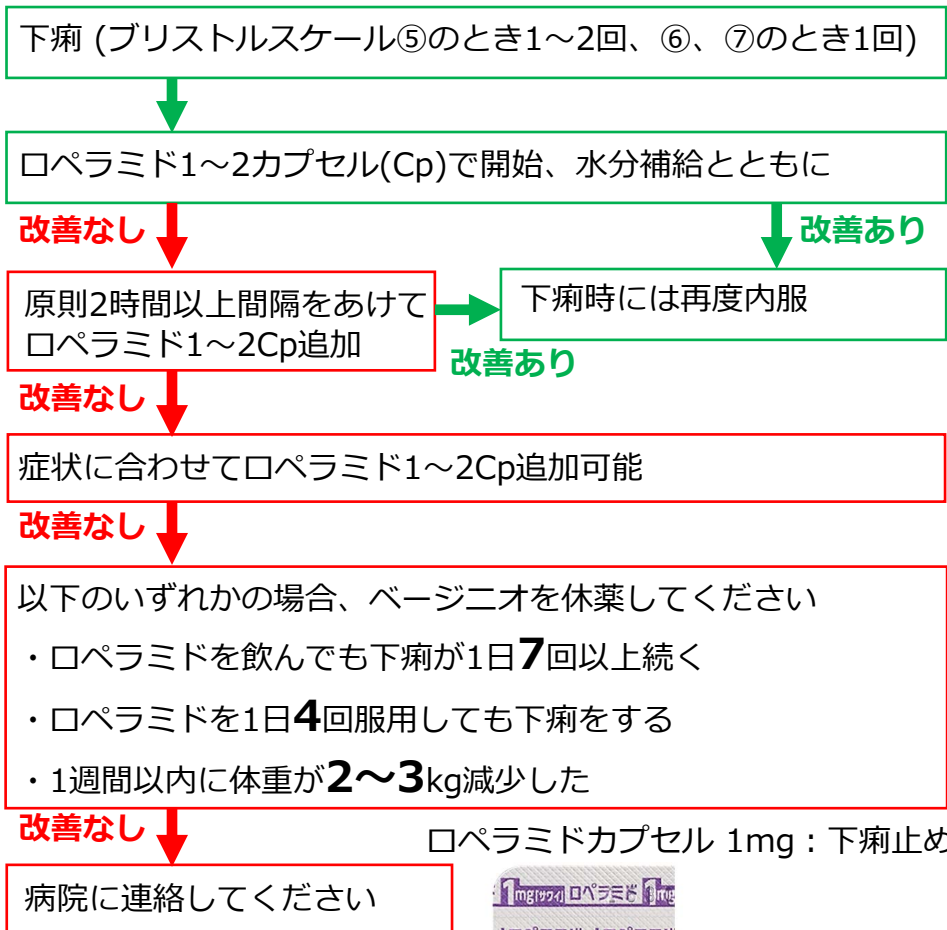 下痢 (ブリストルスケール⑤のとき1～2回、⑥、⑦のとき1回)
ロペラミド1～2カプセル(Cp)で開始、水分補給とともに
改善なし
改善あり
原則2時間以上間隔をあけて
ロペラミド1～2Cp追加
下痢時には再度内服
改善あり
改善なし
症状に合わせてロペラミド1～2Cp追加可能
改善なし
以下のいずれかの場合、ベージニオを休薬してください
・ロペラミドを飲んでも下痢が1日7回以上続く
・ロペラミドを1日4回服用しても下痢をする
・1週間以内に体重が2～3kg減少した
改善なし
ロペラミドカプセル 1mg：下痢止め
病院に連絡してください
1mg[サワイ] ロペラミド 1mg